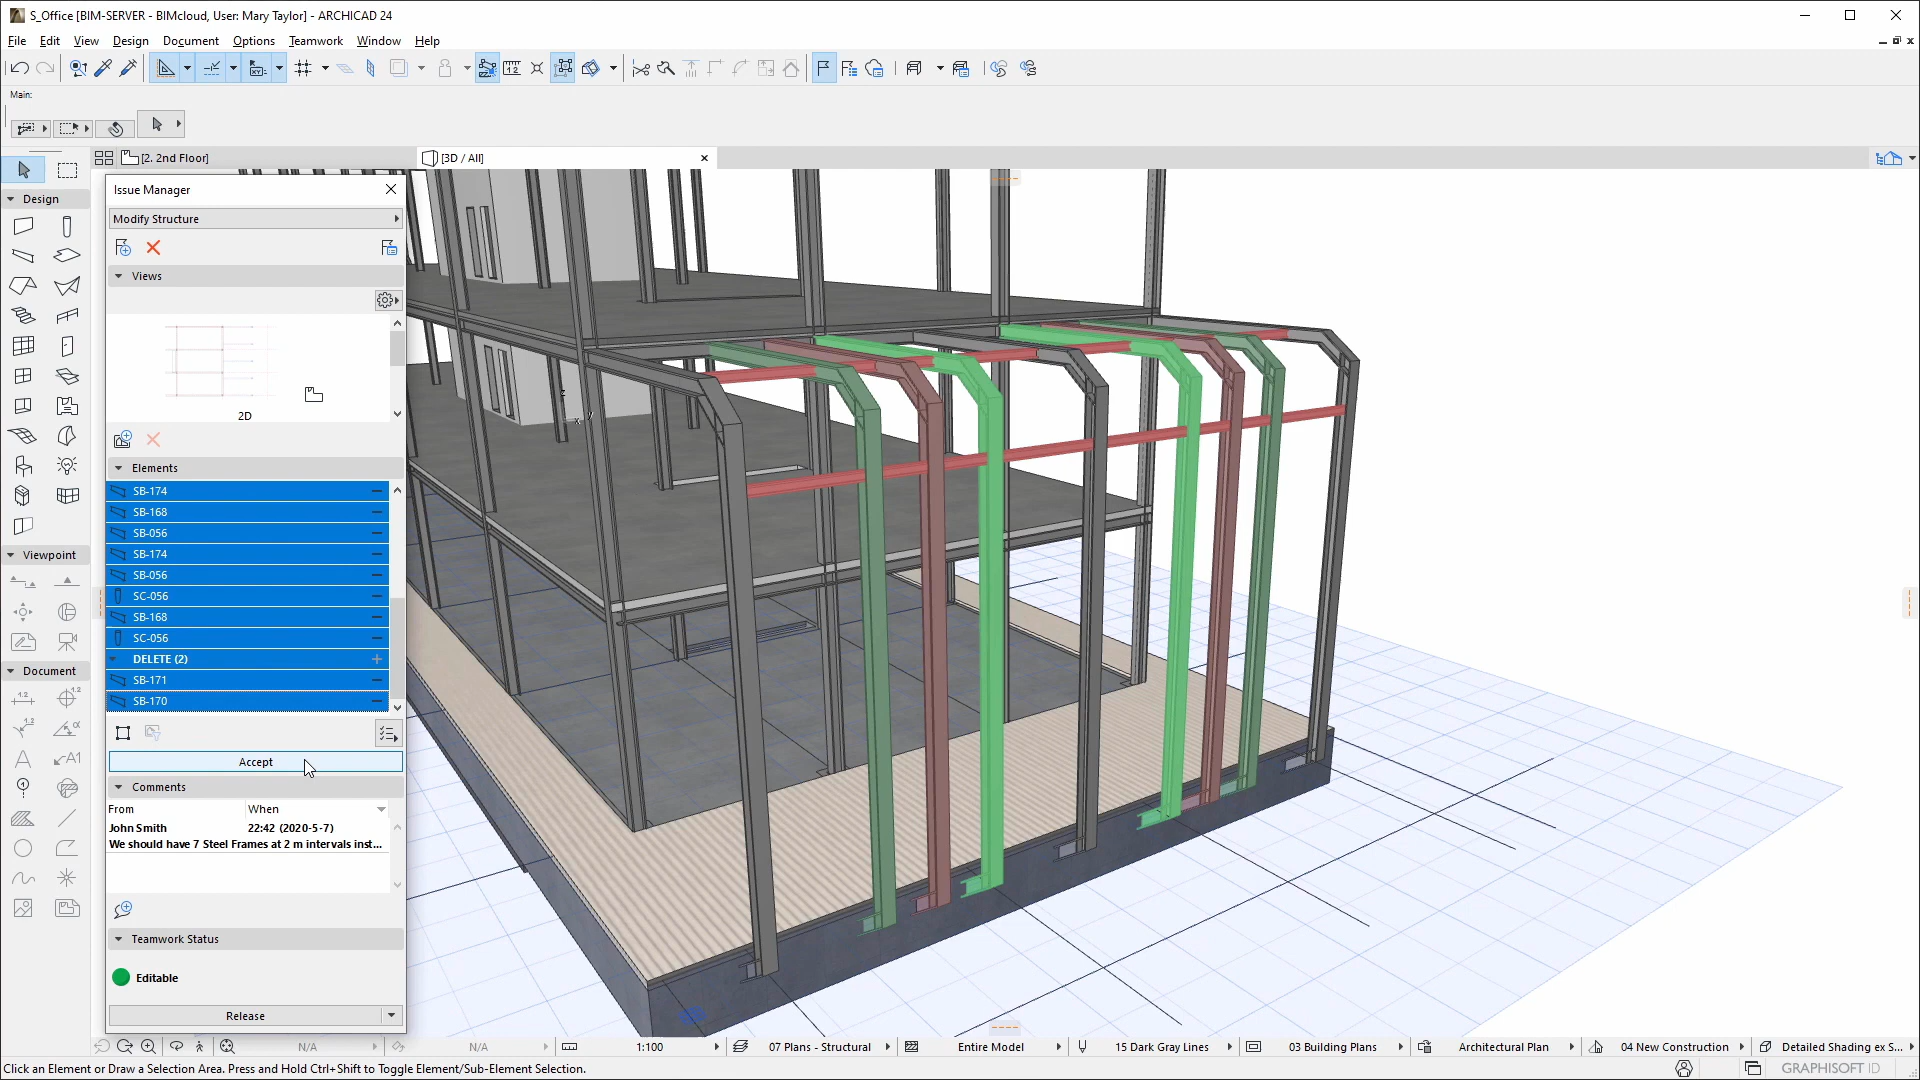 S_Office [BIM-SERVER - BIMcloud, User: Mary Taylor] - ARCHICAD 24
File Edit View Design Document Options Teamwork Window Help
Main:
[2. 2nd Floor]
[3D / All]
Issue Manager
Modify Structure
Views
2D
Elements
SB-174
SB-168
SB-056
SB-174
SB-056
SC-056
SB-168
SC-056
DELETE (2)
SB-171
SB-170
Accept
Comments
From When
John Smith 22:42 (2020-5-7)
We should have 7 Steel Frames at 2 m intervals inst...
Teamwork Status
Editable
Release
Design
Viewpoint
Document
N/A N/A 1:100 07 Plans - Structural Entire Model 15 Dark Gray Lines 03 Building Plans Architectural Plan 04 New Construction Detailed Shading ex S...
Click an Element or Draw a Selection Area. Press and Hold Ctrl+Shift to Toggle Element/Sub-Element Selection.
GRAPHISOFT ID